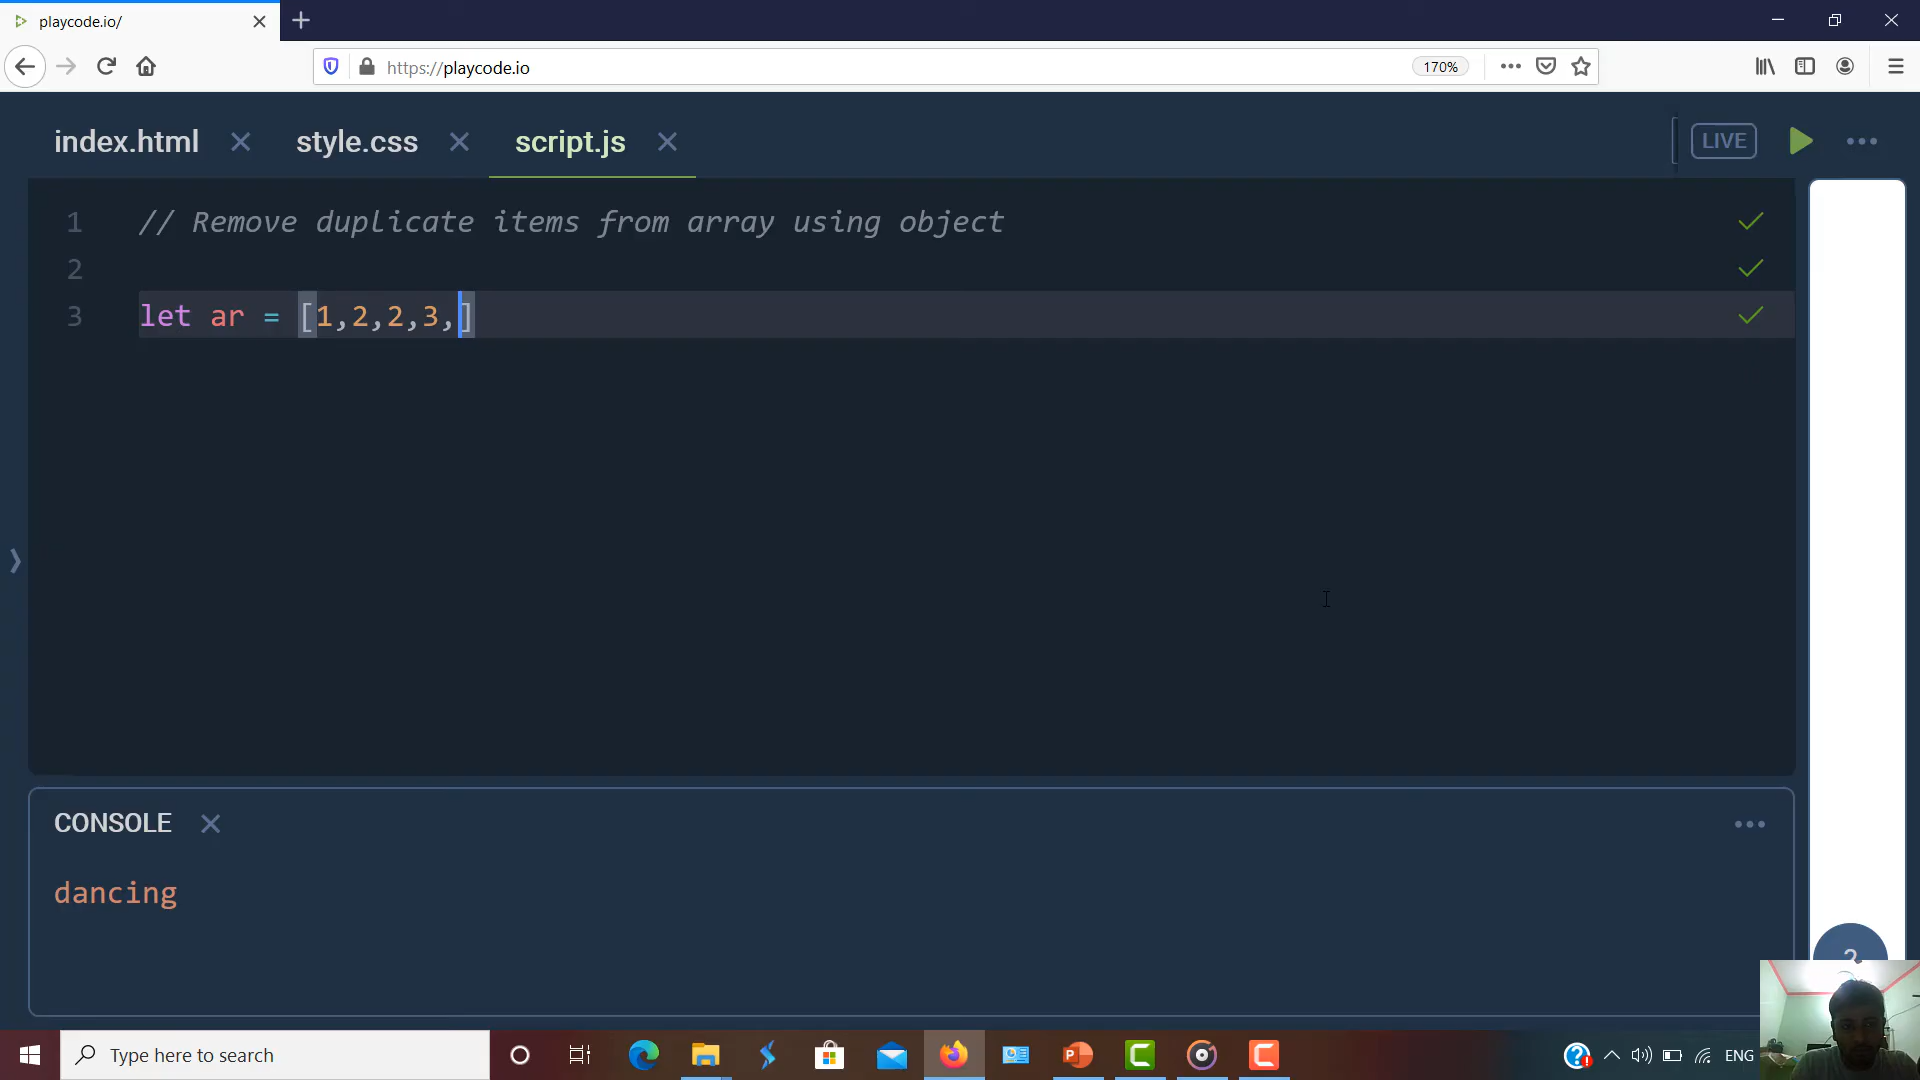 playcode.io/
https://playcode.io
170%
index.html
style.css
script.js
LIVE
1 // Remove duplicate items from array using object
2
3 let ar = [1,2,2,3,]
CONSOLE
dancing
?
Type here to search
ENG